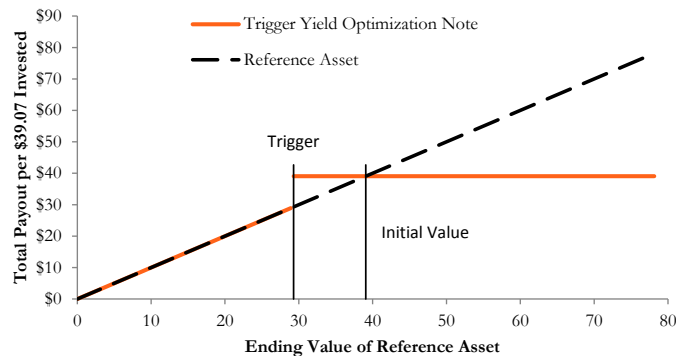 $90
$80
$70
$60
$50
$40
$30
$20
$10
$0
Total Payout per $39.07 Invested
Trigger Yield Optimization Note
Reference Asset
Trigger
Initial Value
0 10 20 30 40 50 60 70 80
Ending Value of Reference Asset